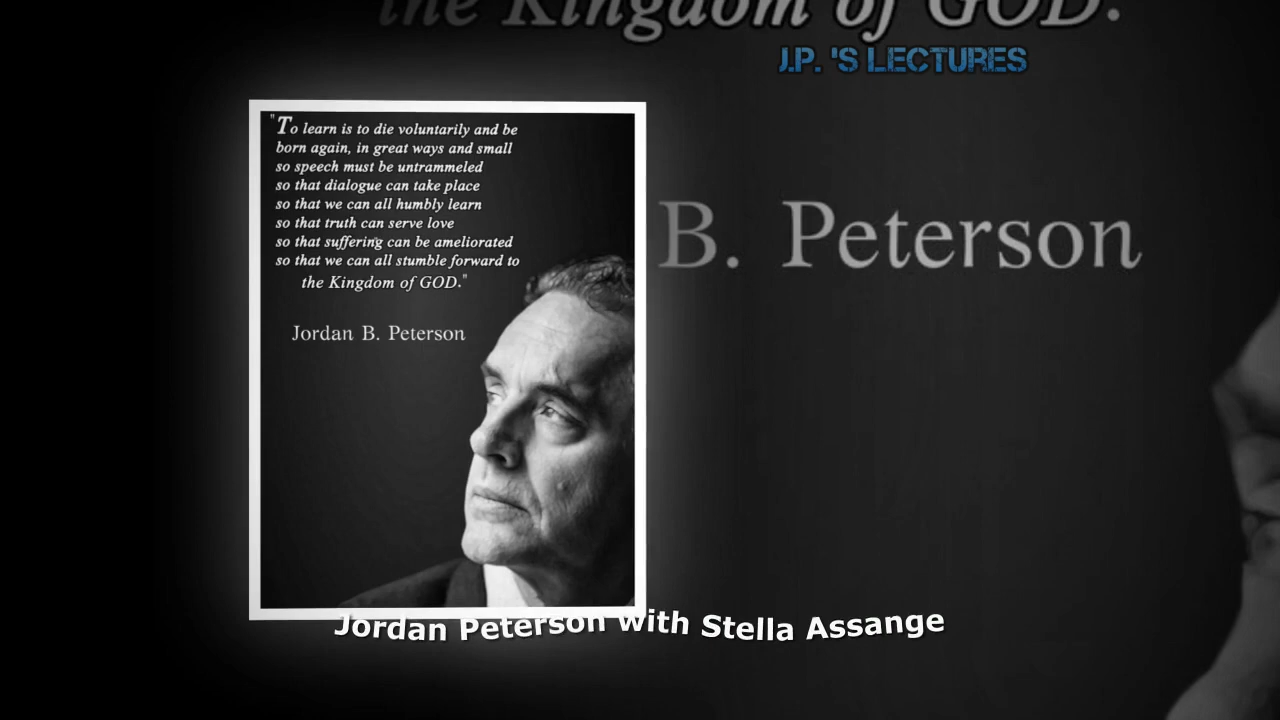 the Kingdom of GOD.
J.P. 'S LECTURES
"To learn is to die voluntarily and be
born again, in great ways and small
so speech must be untrammeled
so that dialogue can take place
so that we can all humbly learn
so that truth can serve love
so that suffering can be ameliorated
so that we can all stumble forward to
the Kingdom of GOD."
Jordan B. Peterson
B. Peterson
Jordan Peterson with Stella Assange